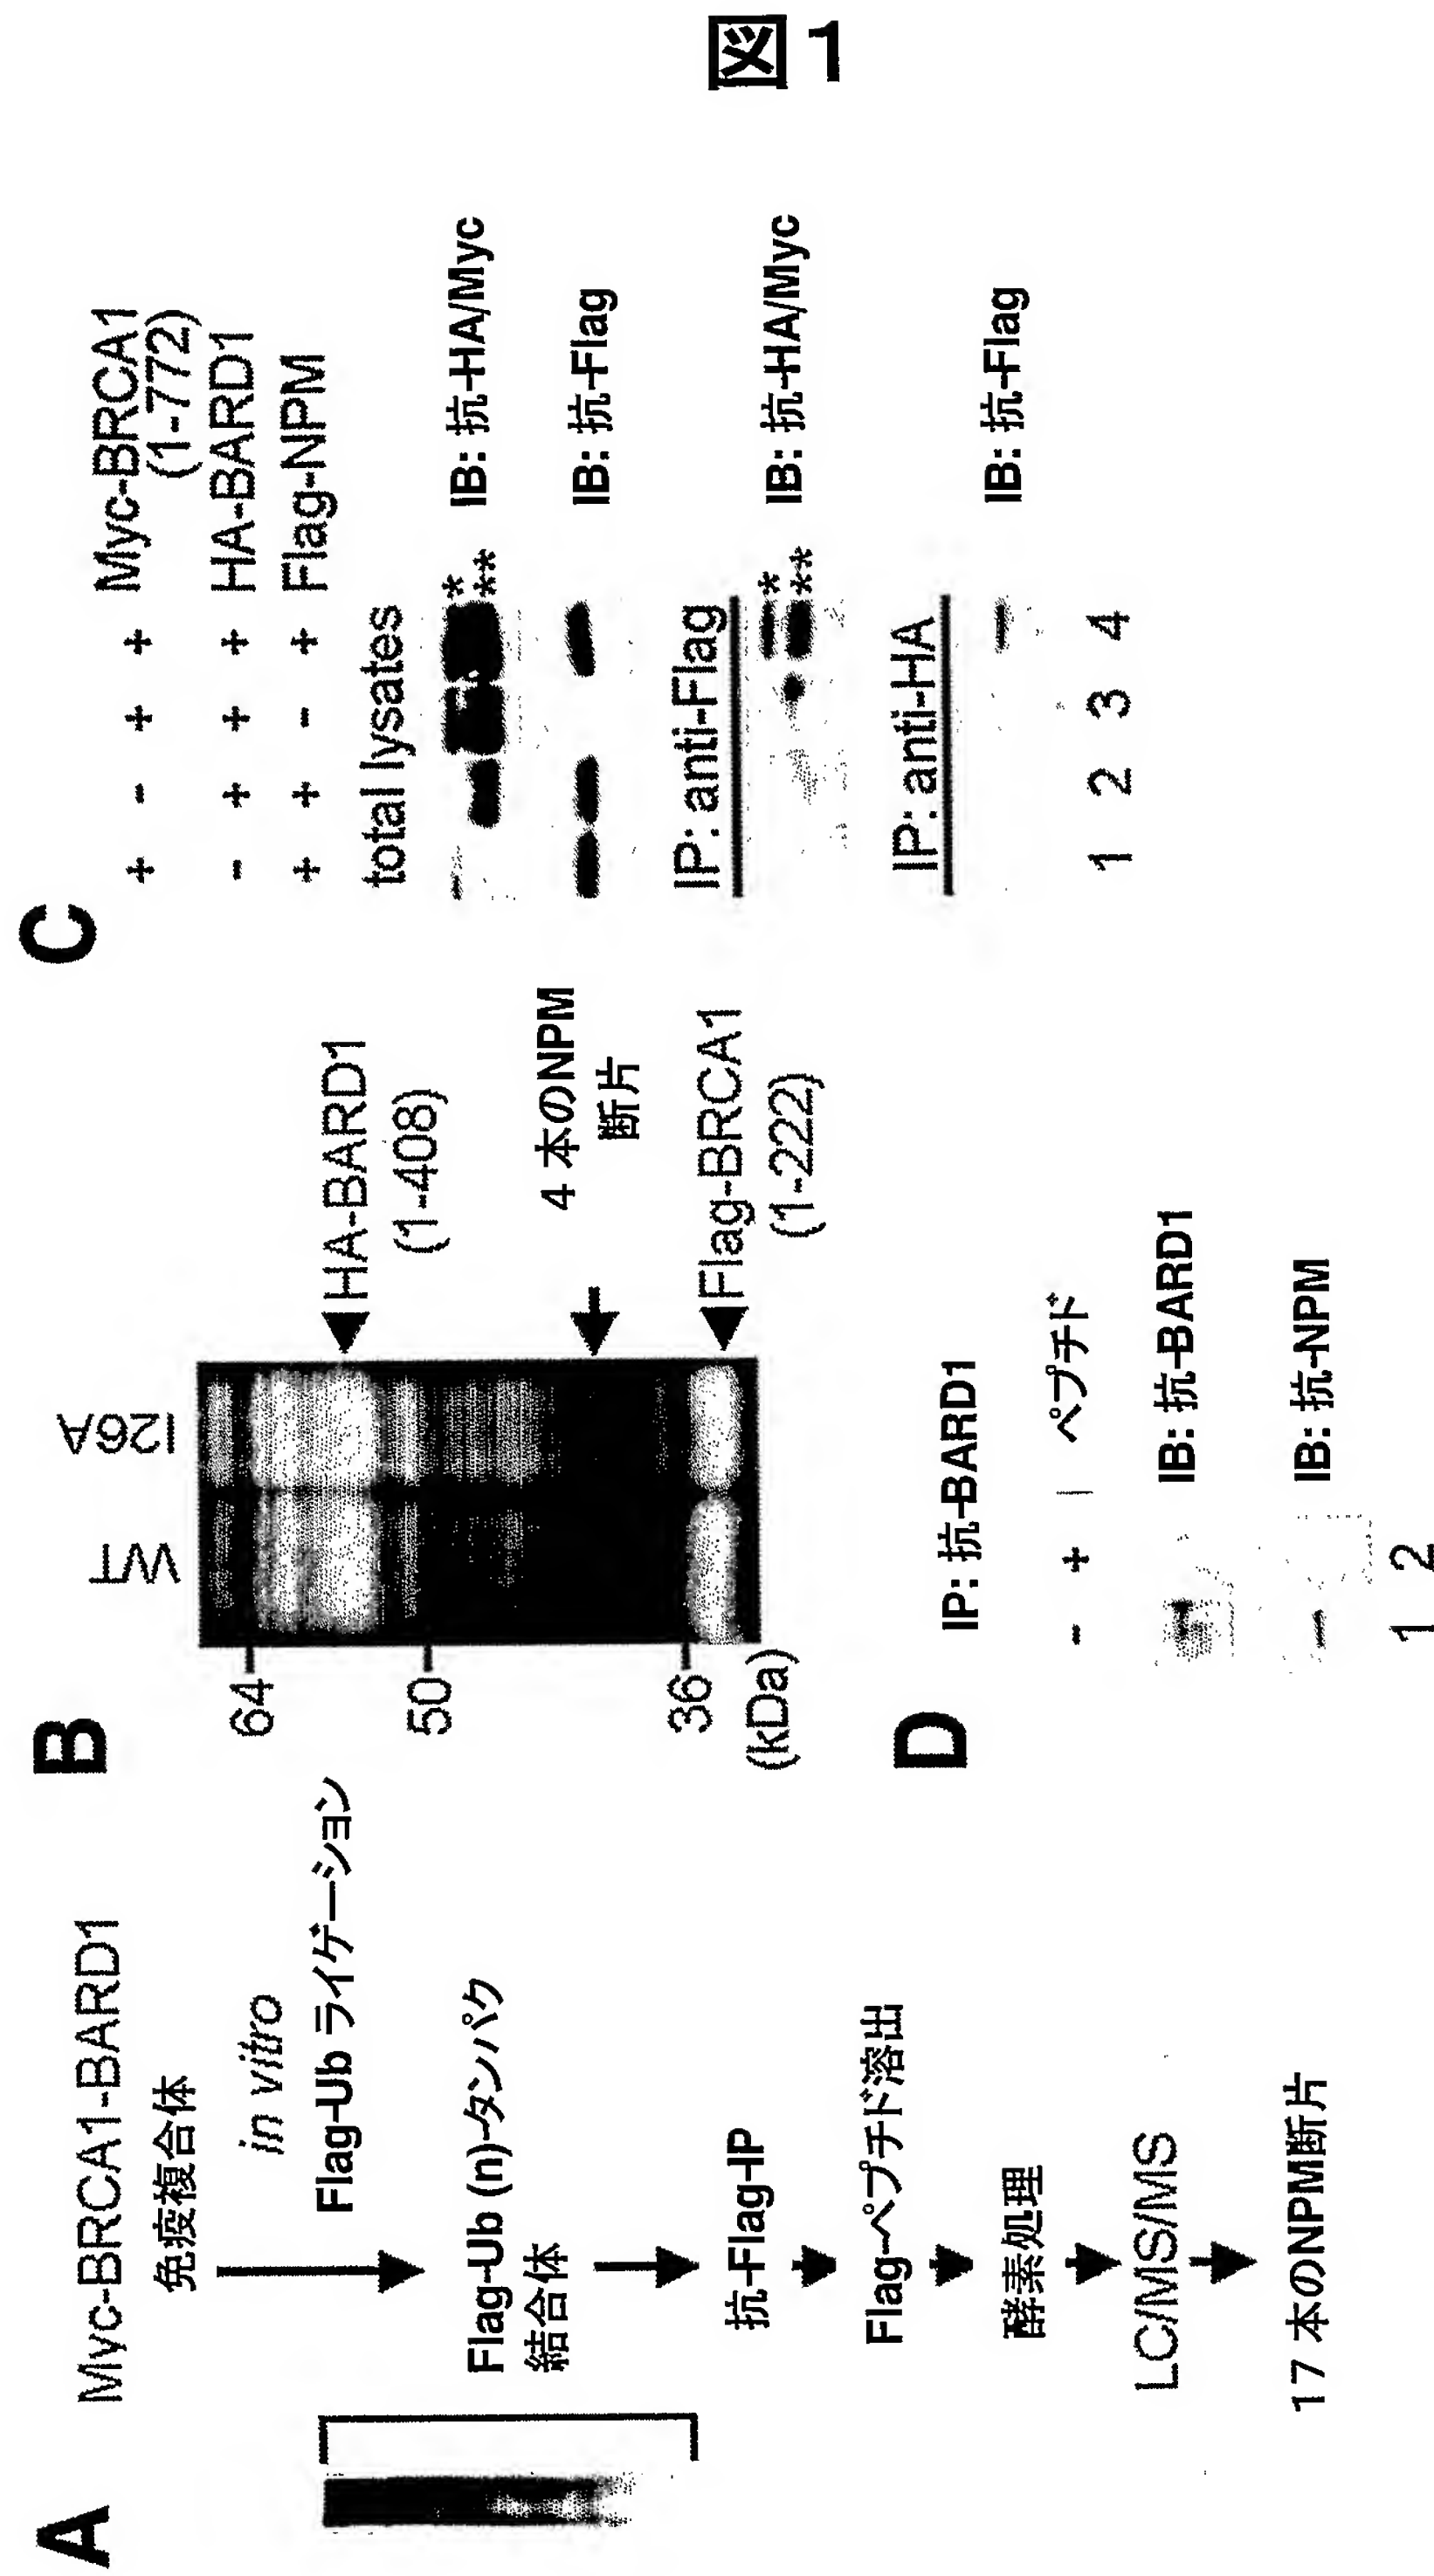 図1
A
Myc-BRCA1-BARD1
免疫複合体
in vitro
Flag-Ub ライゲーション
Flag-Ub (n)-タンパク
結合体
抗-Flag-IP
Flag-ペプチド溶出
酵素処理
LC/MS/MS
17 本のNPM断片
B
WT I26A
64
50
36
(kDa)
HA-BARD1
(1-408)
4 本のNPM
断片
Flag-BRCA1
(1-222)
C
+ - + + Myc-BRCA1
(1-772)
- + + + HA-BARD1
+ + - + Flag-NPM
total lysates
*
**
IB: 抗-HA/Myc
IB: 抗-Flag
IP: anti-Flag
*
**
IB: 抗-HA/Myc
IP: anti-HA
IB: 抗-Flag
1 2 3 4
D
IP: 抗-BARD1
- + | ペプチド
IB: 抗-BARD1
IB: 抗-NPM
1 2